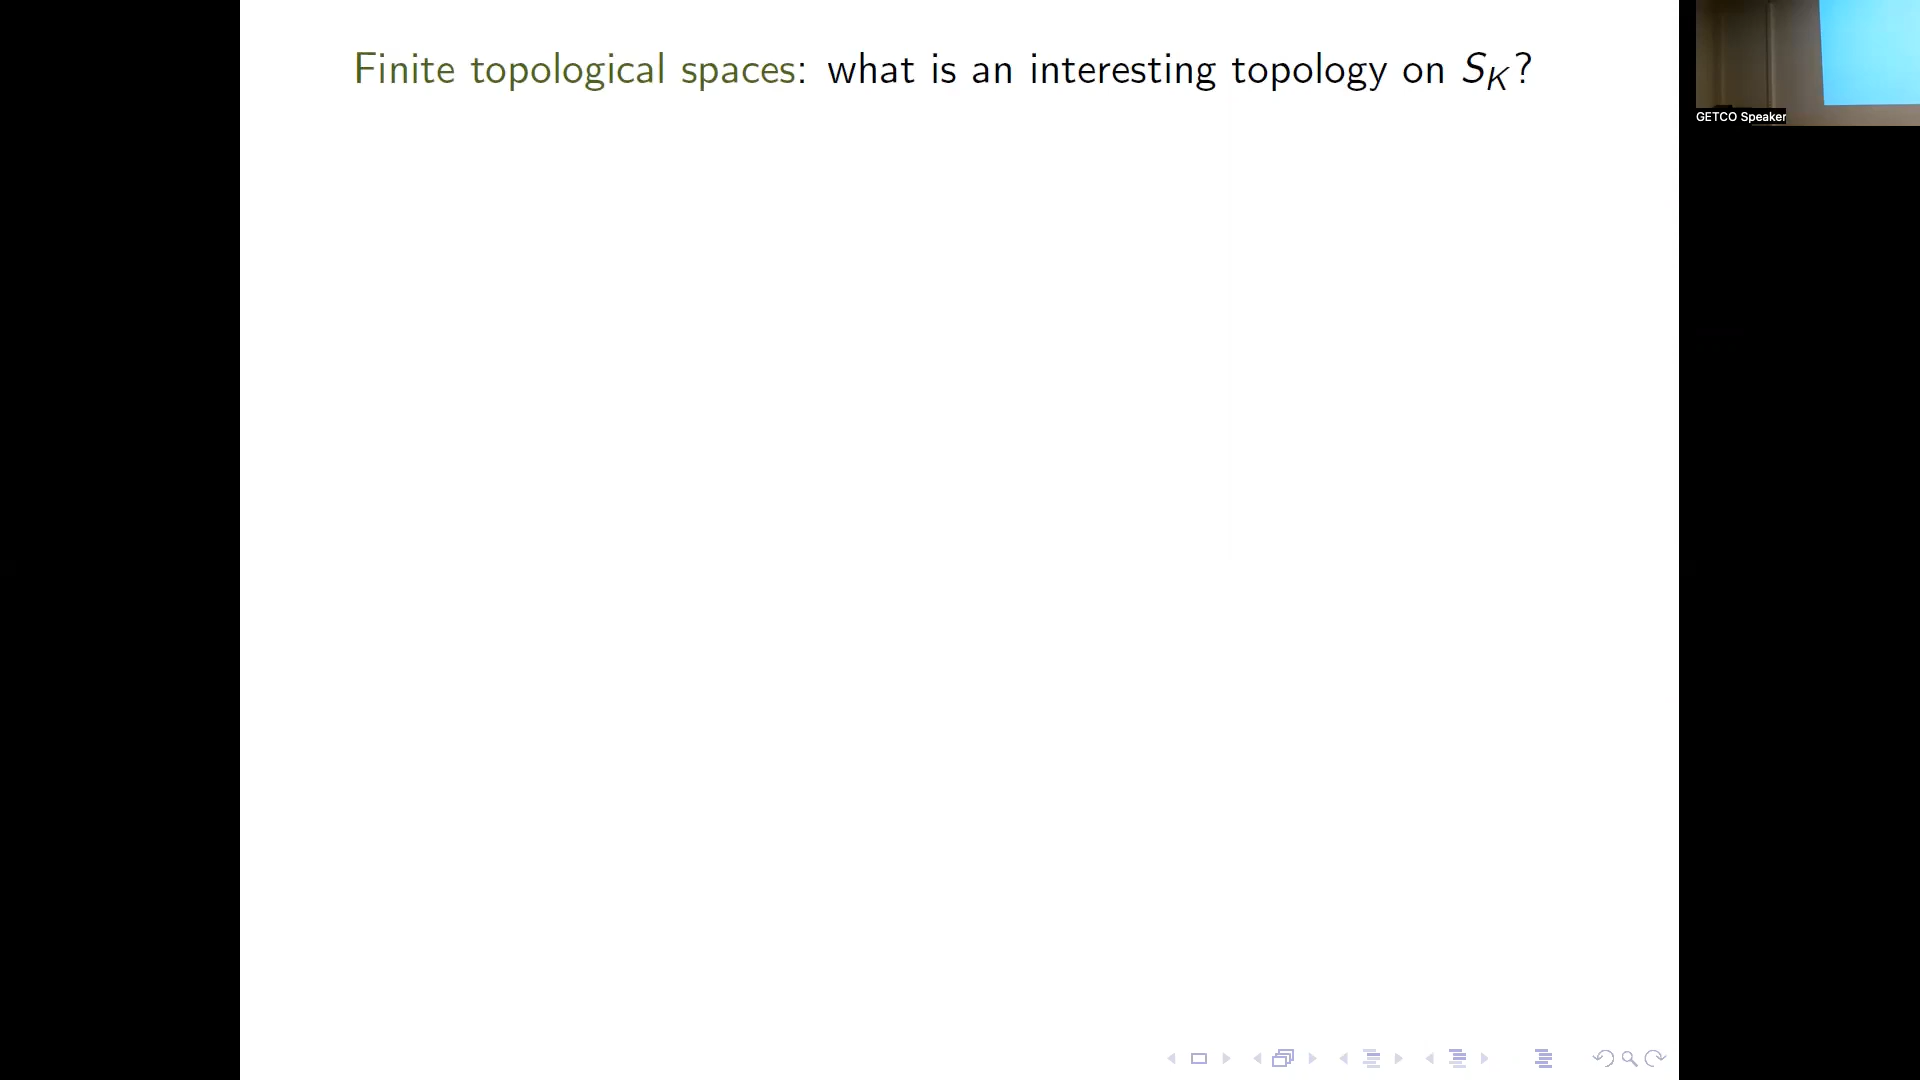 Finite topological spaces: what is an interesting topology on S_K?
GETCO Speaker